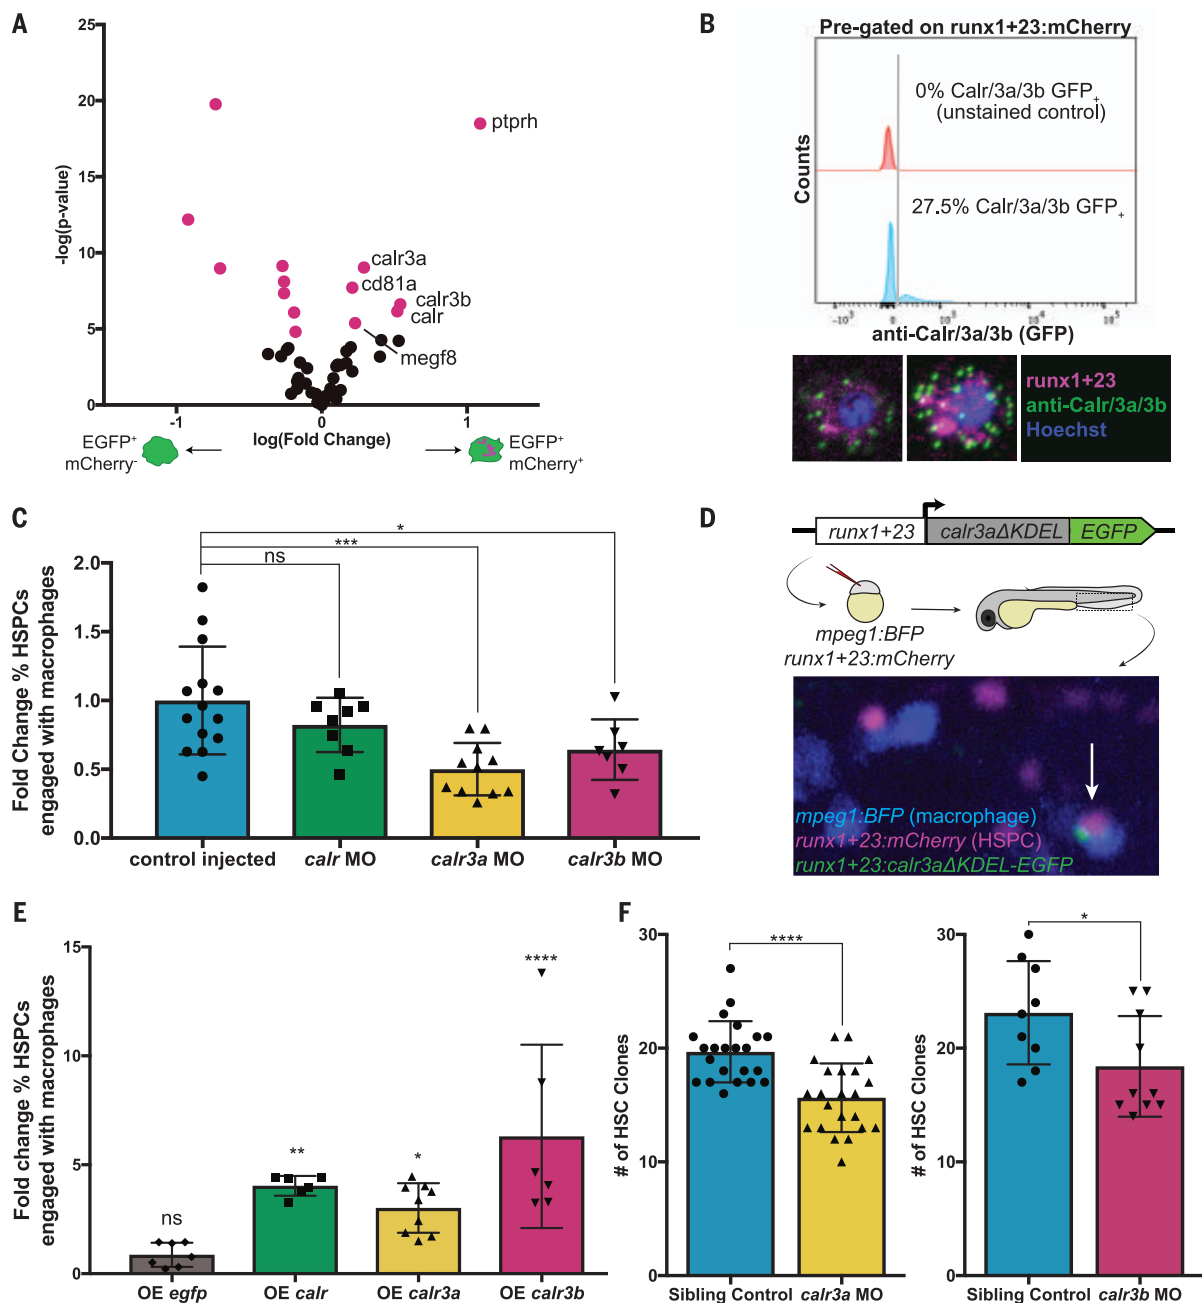 A
25
20
15
10
5
0
-log(p-value)
ptprh
calr3a
cd81a
calr3b
calr
megf8
-1
0
1
log(Fold Change)
EGFP+
mCherry-
EGFP+
mCherry+
B
Pre-gated on runx1+23:mCherry
0% Calr/3a/3b GFP+
(unstained control)
27.5% Calr/3a/3b GFP+
Counts
-10³
0
10³
10⁴
10⁵
anti-Calr/3a/3b (GFP)
runx1+23
anti-Calr/3a/3b
Hoechst
C
*
***
ns
2.0
1.5
1.0
0.5
0.0
Fold Change % HSPCs
engaged with macrophages
control injected
calr MO
calr3a MO
calr3b MO
D
runx1+23
calr3aΔKDEL
EGFP
mpeg1:BFP
runx1+23:mCherry
mpeg1:BFP (macrophage)
runx1+23:mCherry (HSPC)
runx1+23:calr3aΔKDEL-EGFP
E
15
10
5
0
Fold change % HSPCs
engaged with macrophages
ns
**
*
****
OE egfp
OE calr
OE calr3a
OE calr3b
F
30
20
10
0
# of HSC Clones
****
Sibling Control
calr3a MO
30
20
10
0
# of HSC Clones
*
Sibling Control
calr3b MO